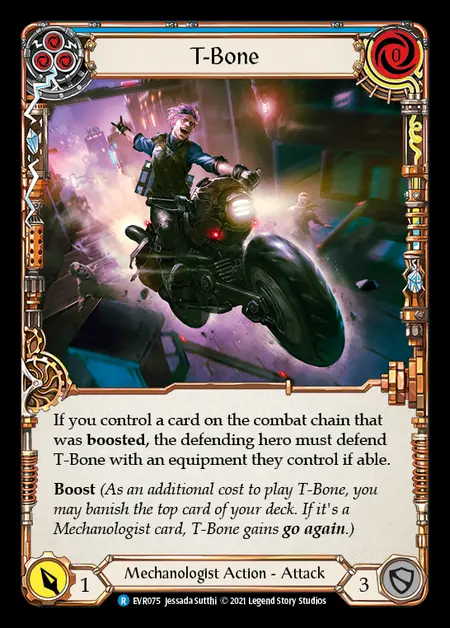 T-Bone
0
If you control a card on the combat chain that
was boosted, the defending hero must defend
T-Bone with an equipment they control if able.
Boost (As an additional cost to play T-Bone, you
may banish the top card of your deck. If it's a
Mechanologist card, T-Bone gains go again.)
1
Mechanologist Action - Attack
3
R EVR075 Jessada Sutthi © 2021 Legend Story Studios